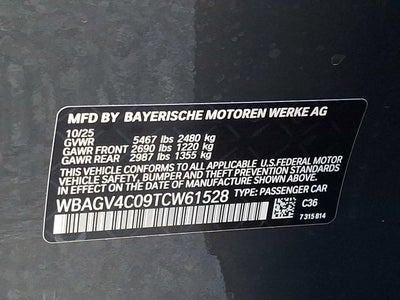 MFD BY BAYERISCHE MOTOREN WERKE AG
10/25
GVWR 5467 lbs 2480 kg
GAWR FRONT 2690 lbs 1220 kg
GAWR REAR 2987 lbs 1355 kg
THIS VEHICLE CONFORMS TO ALL APPLICABLE U.S.FEDERAL MOTOR
VEHICLE SAFETY, BUMPER AND THEFT PREVENTION STANDARDS
IN EFFECT ON THE DATE OF MANUFACTURE SHOWN ABOVE.
WBAGV4C09TCW61528 TYPE: PASSENGER CAR
C36
7 315 814